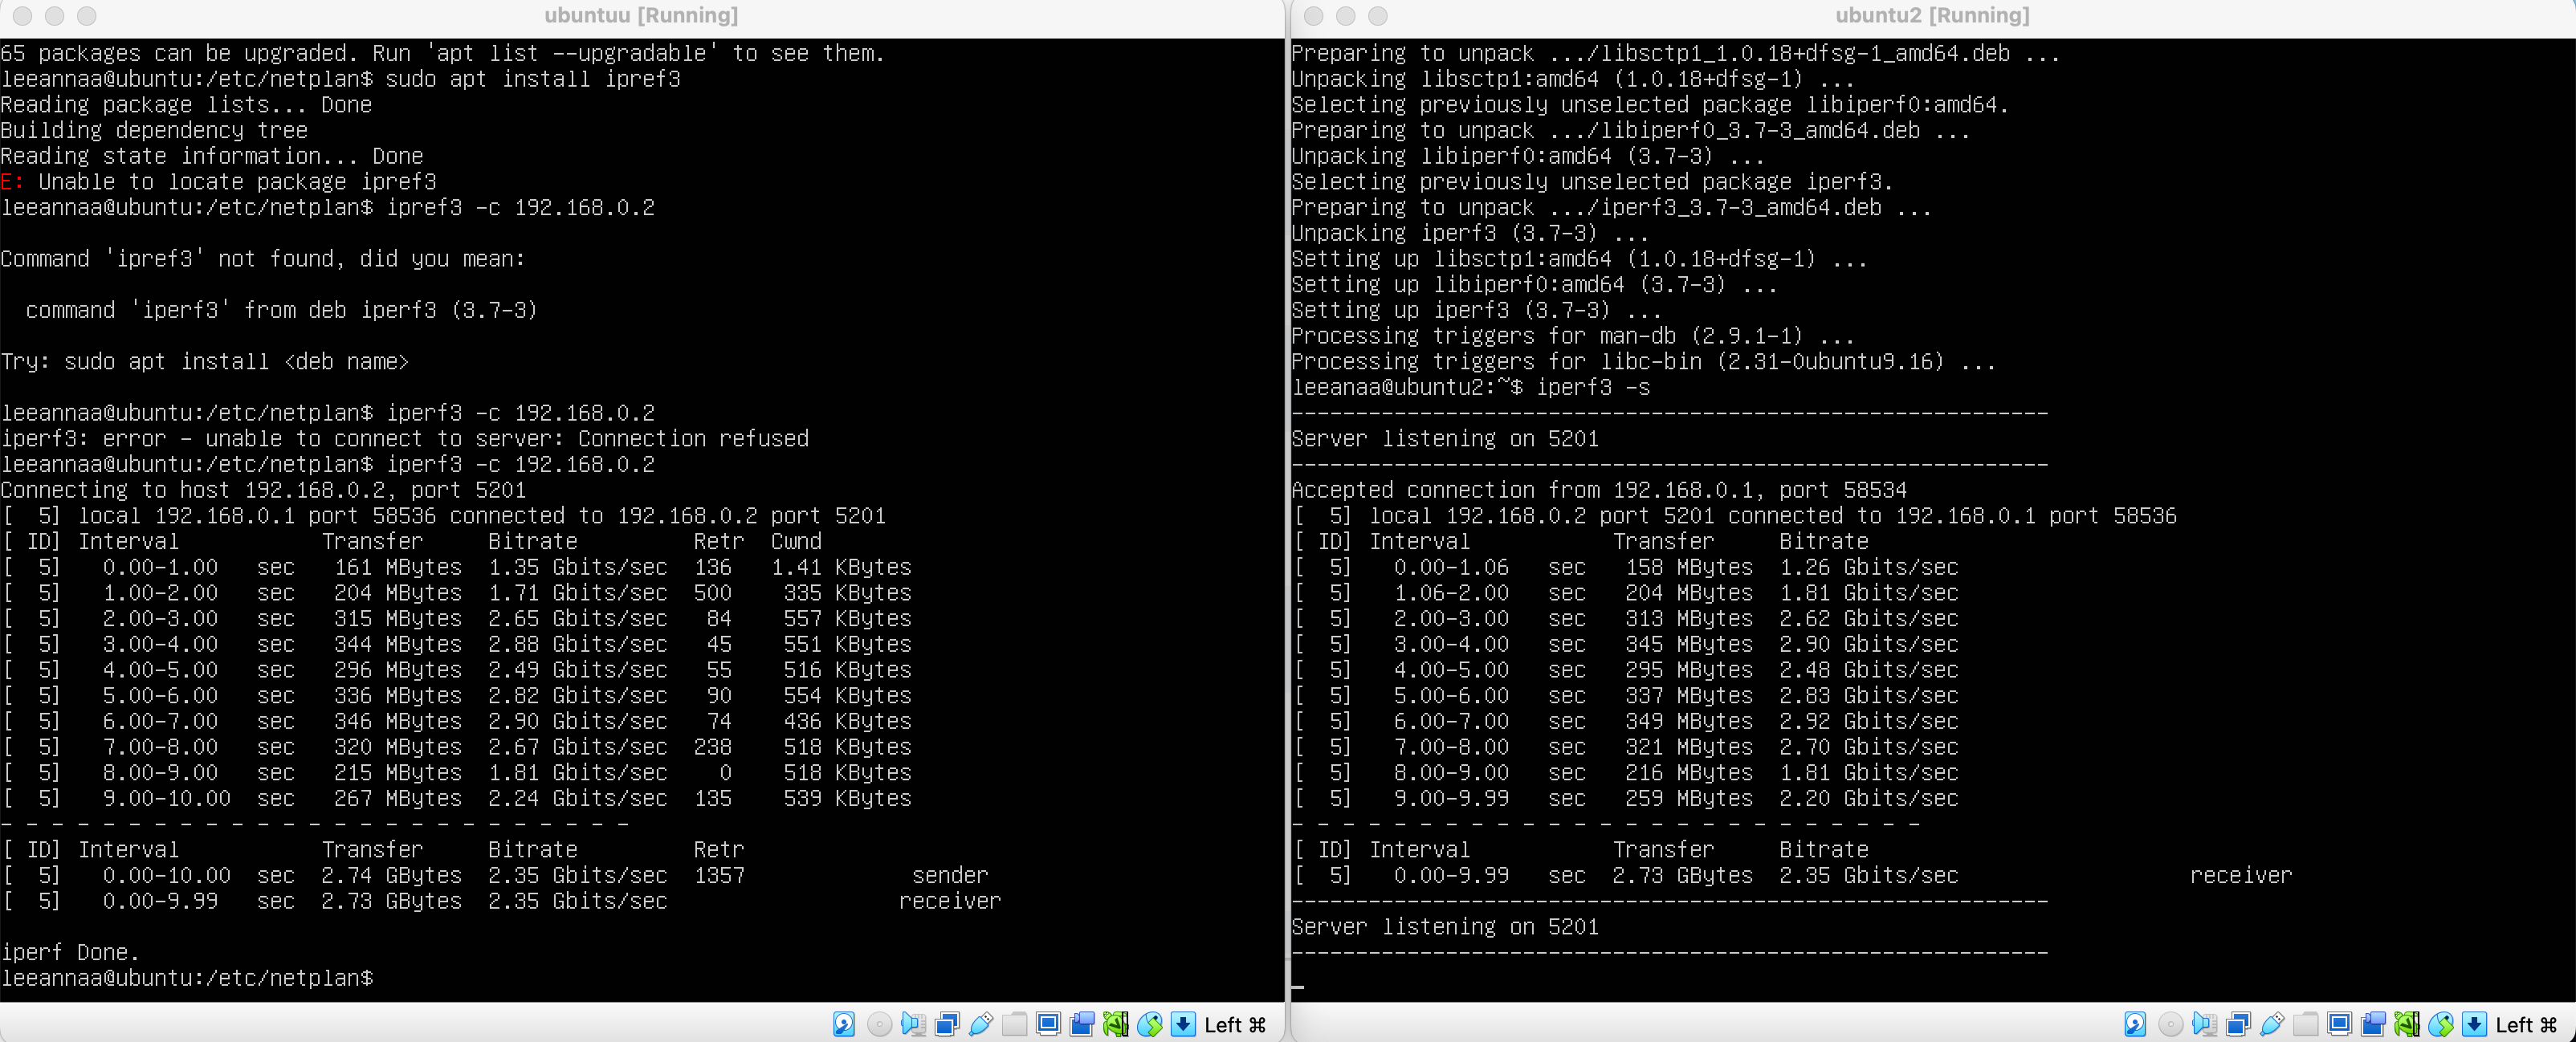 ubuntuu [Running]
65 packages can be upgraded. Run 'apt list --upgradable' to see them.
leeannaa@ubuntu:/etc/netplan$ sudo apt install ipref3
Reading package lists... Done
Building dependency tree
Reading state information... Done
E: Unable to locate package ipref3
leeannaa@ubuntu:/etc/netplan$ ipref3 -c 192.168.0.2
Command 'ipref3' not found, did you mean:
command 'iperf3' from deb iperf3 (3.7-3)
Try: sudo apt install <deb name>
leeannaa@ubuntu:/etc/netplan$ iperf3 -c 192.168.0.2
iperf3: error - unable to connect to server: Connection refused
leeannaa@ubuntu:/etc/netplan$ iperf3 -c 192.168.0.2
Connecting to host 192.168.0.2, port 5201
[  5] local 192.168.0.1 port 58536 connected to 192.168.0.2 port 5201
[ ID] Interval           Transfer     Bitrate         Retr  Cwnd
[  5]   0.00-1.00   sec   161 MBytes  1.35 Gbits/sec  136   1.41 KBytes
[  5]   1.00-2.00   sec   204 MBytes  1.71 Gbits/sec  500    335 KBytes
[  5]   2.00-3.00   sec   315 MBytes  2.65 Gbits/sec   84    557 KBytes
[  5]   3.00-4.00   sec   344 MBytes  2.88 Gbits/sec   45    551 KBytes
[  5]   4.00-5.00   sec   296 MBytes  2.49 Gbits/sec   55    516 KBytes
[  5]   5.00-6.00   sec   336 MBytes  2.82 Gbits/sec   90    554 KBytes
[  5]   6.00-7.00   sec   346 MBytes  2.90 Gbits/sec   74    436 KBytes
[  5]   7.00-8.00   sec   320 MBytes  2.67 Gbits/sec  238    518 KBytes
[  5]   8.00-9.00   sec   215 MBytes  1.81 Gbits/sec    0    518 KBytes
[  5]   9.00-10.00  sec   267 MBytes  2.24 Gbits/sec  135    539 KBytes
- - - - - - - - - - - - - - - - - - - - - - - - -
[ ID] Interval           Transfer     Bitrate         Retr
[  5]   0.00-10.00  sec  2.74 GBytes  2.35 Gbits/sec  1357             sender
[  5]   0.00-9.99   sec  2.73 GBytes  2.35 Gbits/sec                  receiver
iperf Done.
leeannaa@ubuntu:/etc/netplan$
Left ⌘
ubuntu2 [Running]
Preparing to unpack .../libsctp1_1.0.18+dfsg-1_amd64.deb ...
Unpacking libsctp1:amd64 (1.0.18+dfsg-1) ...
Selecting previously unselected package libiperf0:amd64.
Preparing to unpack .../libiperf0_3.7-3_amd64.deb ...
Unpacking libiperf0:amd64 (3.7-3) ...
Selecting previously unselected package iperf3.
Preparing to unpack .../iperf3_3.7-3_amd64.deb ...
Unpacking iperf3 (3.7-3) ...
Setting up libsctp1:amd64 (1.0.18+dfsg-1) ...
Setting up libiperf0:amd64 (3.7-3) ...
Setting up iperf3 (3.7-3) ...
Processing triggers for man-db (2.9.1-1) ...
Processing triggers for libc-bin (2.31-0ubuntu9.16) ...
leeanaa@ubuntu2:~$ iperf3 -s
-----------------------------------------------------------
Server listening on 5201
-----------------------------------------------------------
Accepted connection from 192.168.0.1, port 58534
[  5] local 192.168.0.2 port 5201 connected to 192.168.0.1 port 58536
[ ID] Interval           Transfer     Bitrate
[  5]   0.00-1.06   sec   158 MBytes  1.26 Gbits/sec
[  5]   1.06-2.00   sec   204 MBytes  1.81 Gbits/sec
[  5]   2.00-3.00   sec   313 MBytes  2.62 Gbits/sec
[  5]   3.00-4.00   sec   345 MBytes  2.90 Gbits/sec
[  5]   4.00-5.00   sec   295 MBytes  2.48 Gbits/sec
[  5]   5.00-6.00   sec   337 MBytes  2.83 Gbits/sec
[  5]   6.00-7.00   sec   349 MBytes  2.92 Gbits/sec
[  5]   7.00-8.00   sec   321 MBytes  2.70 Gbits/sec
[  5]   8.00-9.00   sec   216 MBytes  1.81 Gbits/sec
[  5]   9.00-9.99   sec   259 MBytes  2.20 Gbits/sec
- - - - - - - - - - - - - - - - - - - - - - - - -
[ ID] Interval           Transfer     Bitrate
[  5]   0.00-9.99   sec  2.73 GBytes  2.35 Gbits/sec                  receiver
-----------------------------------------------------------
Server listening on 5201
-----------------------------------------------------------
Left ⌘